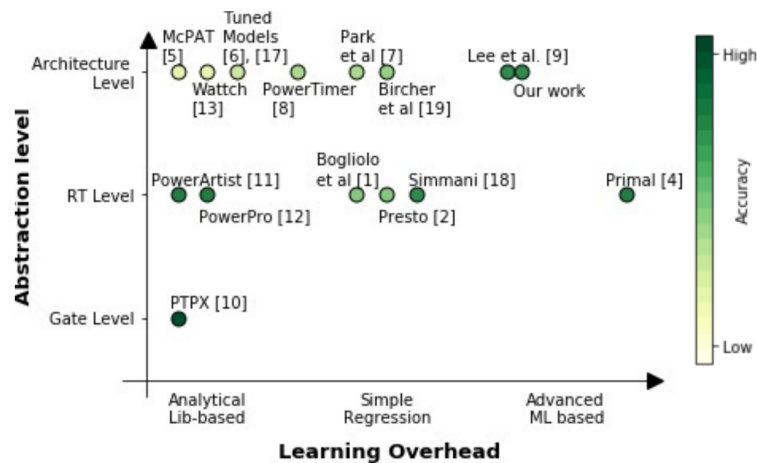 Tuned
McPAT Models Park
[5] [6], [17] et al [7] Lee et al. [9]
High
Architecture
Level
Wattch PowerTimer Bircher Our work
[13] [8] et al [19]
Bogliolo
PowerArtist [11] et al [1] Simmani [18] Primal [4]
RT Level
PowerPro [12] Presto [2]
Abstraction level
Accuracy
PTPX [10]
Gate Level
Low
Analytical Simple Advanced
Lib-based Regression ML based
Learning Overhead